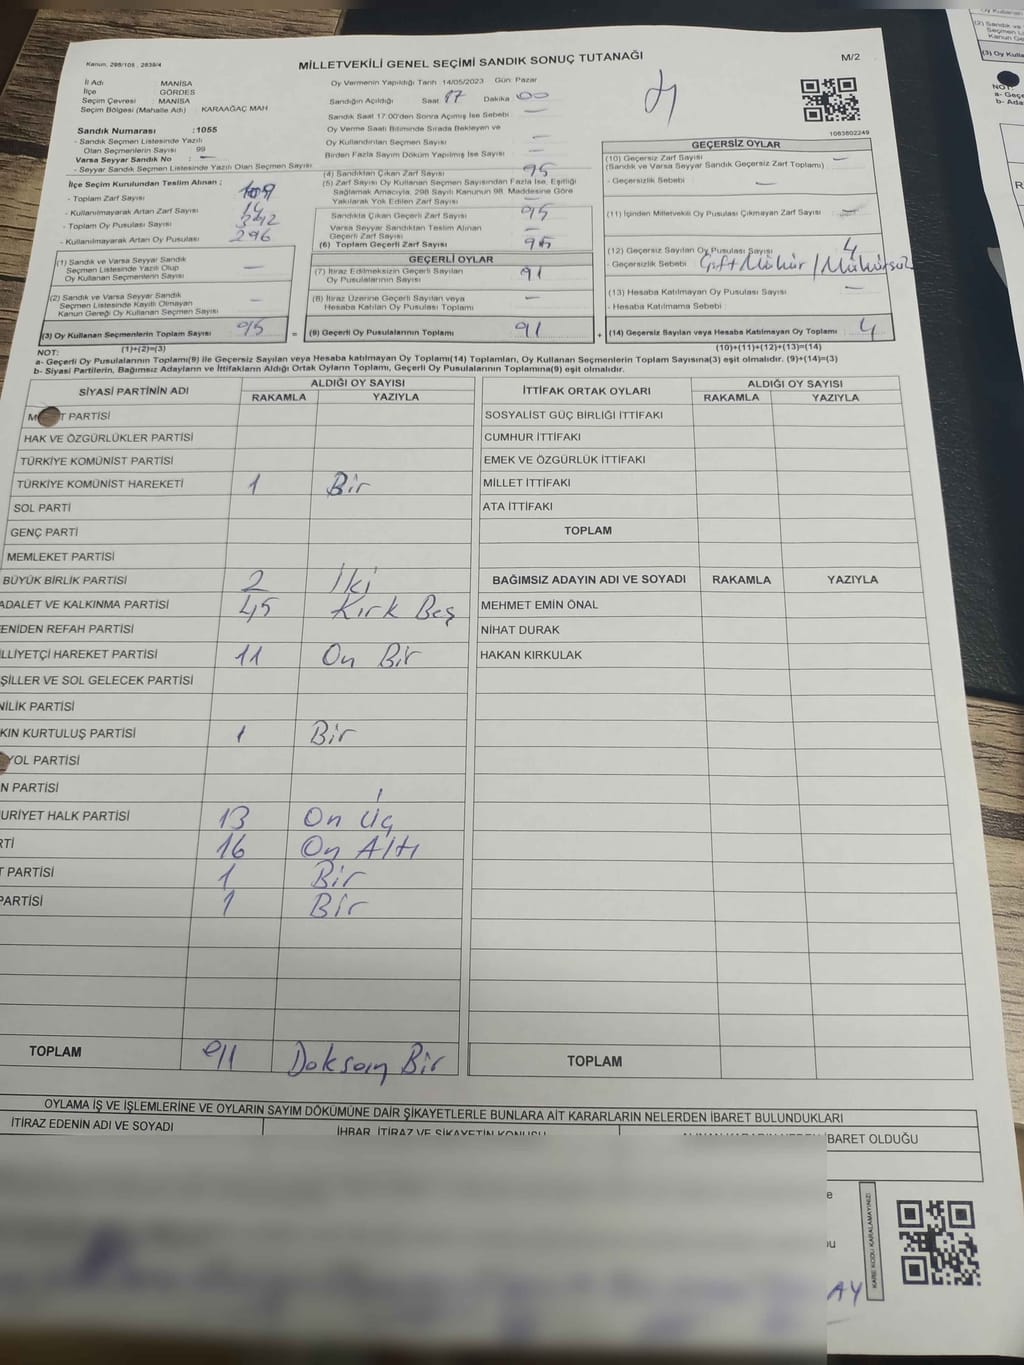 Kanun, 298/105 , 2839/4
MİLLETVEKİLİ GENEL SEÇİMİ SANDIK SONUÇ TUTANAĞI
M/2
İl Adı MANİSA
İlçe GÖRDES
Seçim Çevresi MANİSA
Seçim Bölgesi (Mahalle Adı) KARAAĞAÇ MAH
Sandık Numarası : 1055
- Sandık Seçmen Listesinde Yazılı
Olan Seçmenlerin Sayısı 99
Varsa Seyyar Sandık No : —
- Seyyar Sandık Seçmen Listesinde Yazılı Olan Seçmen Sayısı
İlçe Seçim Kurulundan Teslim Alınan ;
- Toplam Zarf Sayısı
- Kullanılmayarak Artan Zarf Sayısı 14
- Toplam Oy Pusulası Sayısı
- Kullanılmayarak Artan Oy Pusulası 296
(1) Sandık ve Varsa Seyyar Sandık
Seçmen Listesinde Yazılı Olup
Oy Kullanan Seçmenlerin Sayısı —
(2) Sandık ve Varsa Seyyar Sandık
Seçmen Listesinde Kayıtlı Olmayan
Kanun Gereği Oy Kullanan Seçmen Sayısı —
(3) Oy Kullanan Seçmenlerin Toplam Sayısı 95
(1)+(2)=(3)
Oy Vermenin Yapıldığı Tarih 14/05/2023 Gün: Pazar
Sandığın Açıldığı Saat 17 Dakika 00
Sandık Saat 17:00'den Sonra Açılmış İse Sebebi —
Oy Verme Saati Bitiminde Sırada Bekleyen ve
Oy Kullandırılan Seçmen Sayısı —
Birden Fazla Sayım Döküm Yapılmış İse Sayısı —
(4) Sandıktan Çıkan Zarf Sayısı 95
(5) Zarf Sayısı Oy Kullanan Seçmen Sayısından Fazla İse, Eşitliği
Sağlamak Amacıyla, 298 Sayılı Kanunun 98. Maddesine Göre
Yakılarak Yok Edilen Zarf Sayısı —
Sandıkta Çıkan Geçerli Zarf Sayısı 95
Varsa Seyyar Sandıktan Teslim Alınan
Geçerli Zarf Sayısı —
(6) Toplam Geçerli Zarf Sayısı 95
GEÇERLİ OYLAR
(7) İtiraz Edilmeksizin Geçerli Sayılan
Oy Pusulalarının Sayısı 91
(8) İtiraz Üzerine Geçerli Sayılan veya
Hesaba Katılan Oy Pusulası Toplamı —
= (9) Geçerli Oy Pusulalarının Toplamı 91
1083802249
GEÇERSİZ OYLAR
(10) Geçersiz Zarf Sayısı —
(Sandık ve Varsa Seyyar Sandık Geçersiz Zarf Toplamı)
- Geçersizlik Sebebi : —
(11) İçinden Milletvekili Oy Pusulası Çıkmayan Zarf Sayısı —
(12) Geçersiz Sayılan Oy Pusulası Sayısı 4
- Geçersizlik Sebebi Çift Mühür / Mühürsüz
(13) Hesaba Katılmayan Oy Pusulası Sayısı —
- Hesaba Katılmama Sebebi
+ (14) Geçersiz Sayılan veya Hesaba Katılmayan Oy Toplamı 4
(10)+(11)+(12)+(13)=(14)
NOT:
a- Geçerli Oy Pusulaları Toplamı(9) ile Geçersiz Sayılan veya Hesaba katılmayan Oy Toplamı(14) Toplamları, Oy Kullanan Seçmenlerin Toplam Sayısına(3) eşit olmalıdır. (9)+(14)=(3)
b- Siyasi Partilerin, Bağımsız Adayların ve İttifakların Aldığı Ortak Oyların Toplamı, Geçerli Oy Pusulalarının Toplamına(9) eşit olmalıdır.
SİYASİ PARTİNİN ADI
ALDIĞI OY SAYISI
RAKAMLA YAZIYLA
PARTİSİ
HAK VE ÖZGÜRLÜKLER PARTİSİ
TÜRKİYE KOMÜNİST PARTİSİ
TÜRKİYE KOMÜNİST HAREKETİ 1 Bir
SOL PARTİ
GENÇ PARTİ
MEMLEKET PARTİSİ
BÜYÜK BİRLİK PARTİSİ 2 İki
ADALET VE KALKINMA PARTİSİ 45 Kırk Beş
ENİDEN REFAH PARTİSİ
LLİYETÇİ HAREKET PARTİSİ 11 On Bir
ŞİLLER VE SOL GELECEK PARTİSİ
NİLİK PARTİSİ
KIN KURTULUŞ PARTİSİ 1 Bir
YOL PARTİSİ
N PARTİSİ
URİYET HALK PARTİSİ 13 On Üç
RTİ 16 On Altı
T PARTİSİ 1 Bir
PARTİSİ 1 Bir
TOPLAM 91 Doksan Bir
İTTİFAK ORTAK OYLARI
ALDIĞI OY SAYISI
RAKAMLA YAZIYLA
SOSYALİST GÜÇ BİRLİĞİ İTTİFAKI
CUMHUR İTTİFAKI
EMEK VE ÖZGÜRLÜK İTTİFAKI
MİLLET İTTİFAKI
ATA İTTİFAKI
TOPLAM
BAĞIMSIZ ADAYIN ADI VE SOYADI RAKAMLA YAZIYLA
MEHMET EMİN ÖNAL
NİHAT DURAK
HAKAN KIRKULAK
TOPLAM
OYLAMA İŞ VE İŞLEMLERİNE VE OYLARIN SAYIM DÖKÜMÜNE DAİR ŞİKAYETLERLE BUNLARA AİT KARARLARIN NELERDEN İBARET BULUNDUKLARI
İTİRAZ EDENİN ADI VE SOYADI
İHBAR, İTİRAZ VE ŞİKAYETİN KONUSU
İBARET OLDUĞU
KARE KODU KARALAMAYINIZ!
AY